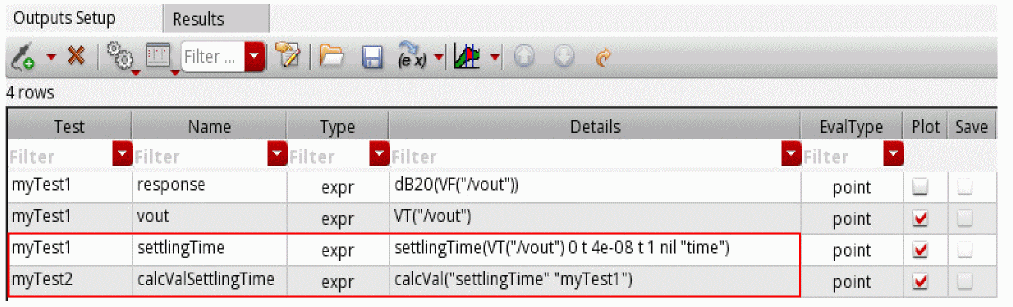 Outputs Setup Results
Filter ... (e x)
4 rows
Test Name Type Details EvalType Plot Save
Filter Filter Filter Filter Filter
myTest1 response expr dB20(VF("/vout")) point
myTest1 vout expr VT("/vout") point
myTest1 settlingTime expr settlingTime(VT("/vout") 0 t 4e-08 t 1 nil "time") point
myTest2 calcValSettlingTime expr calcVal("settlingTime" "myTest1") point